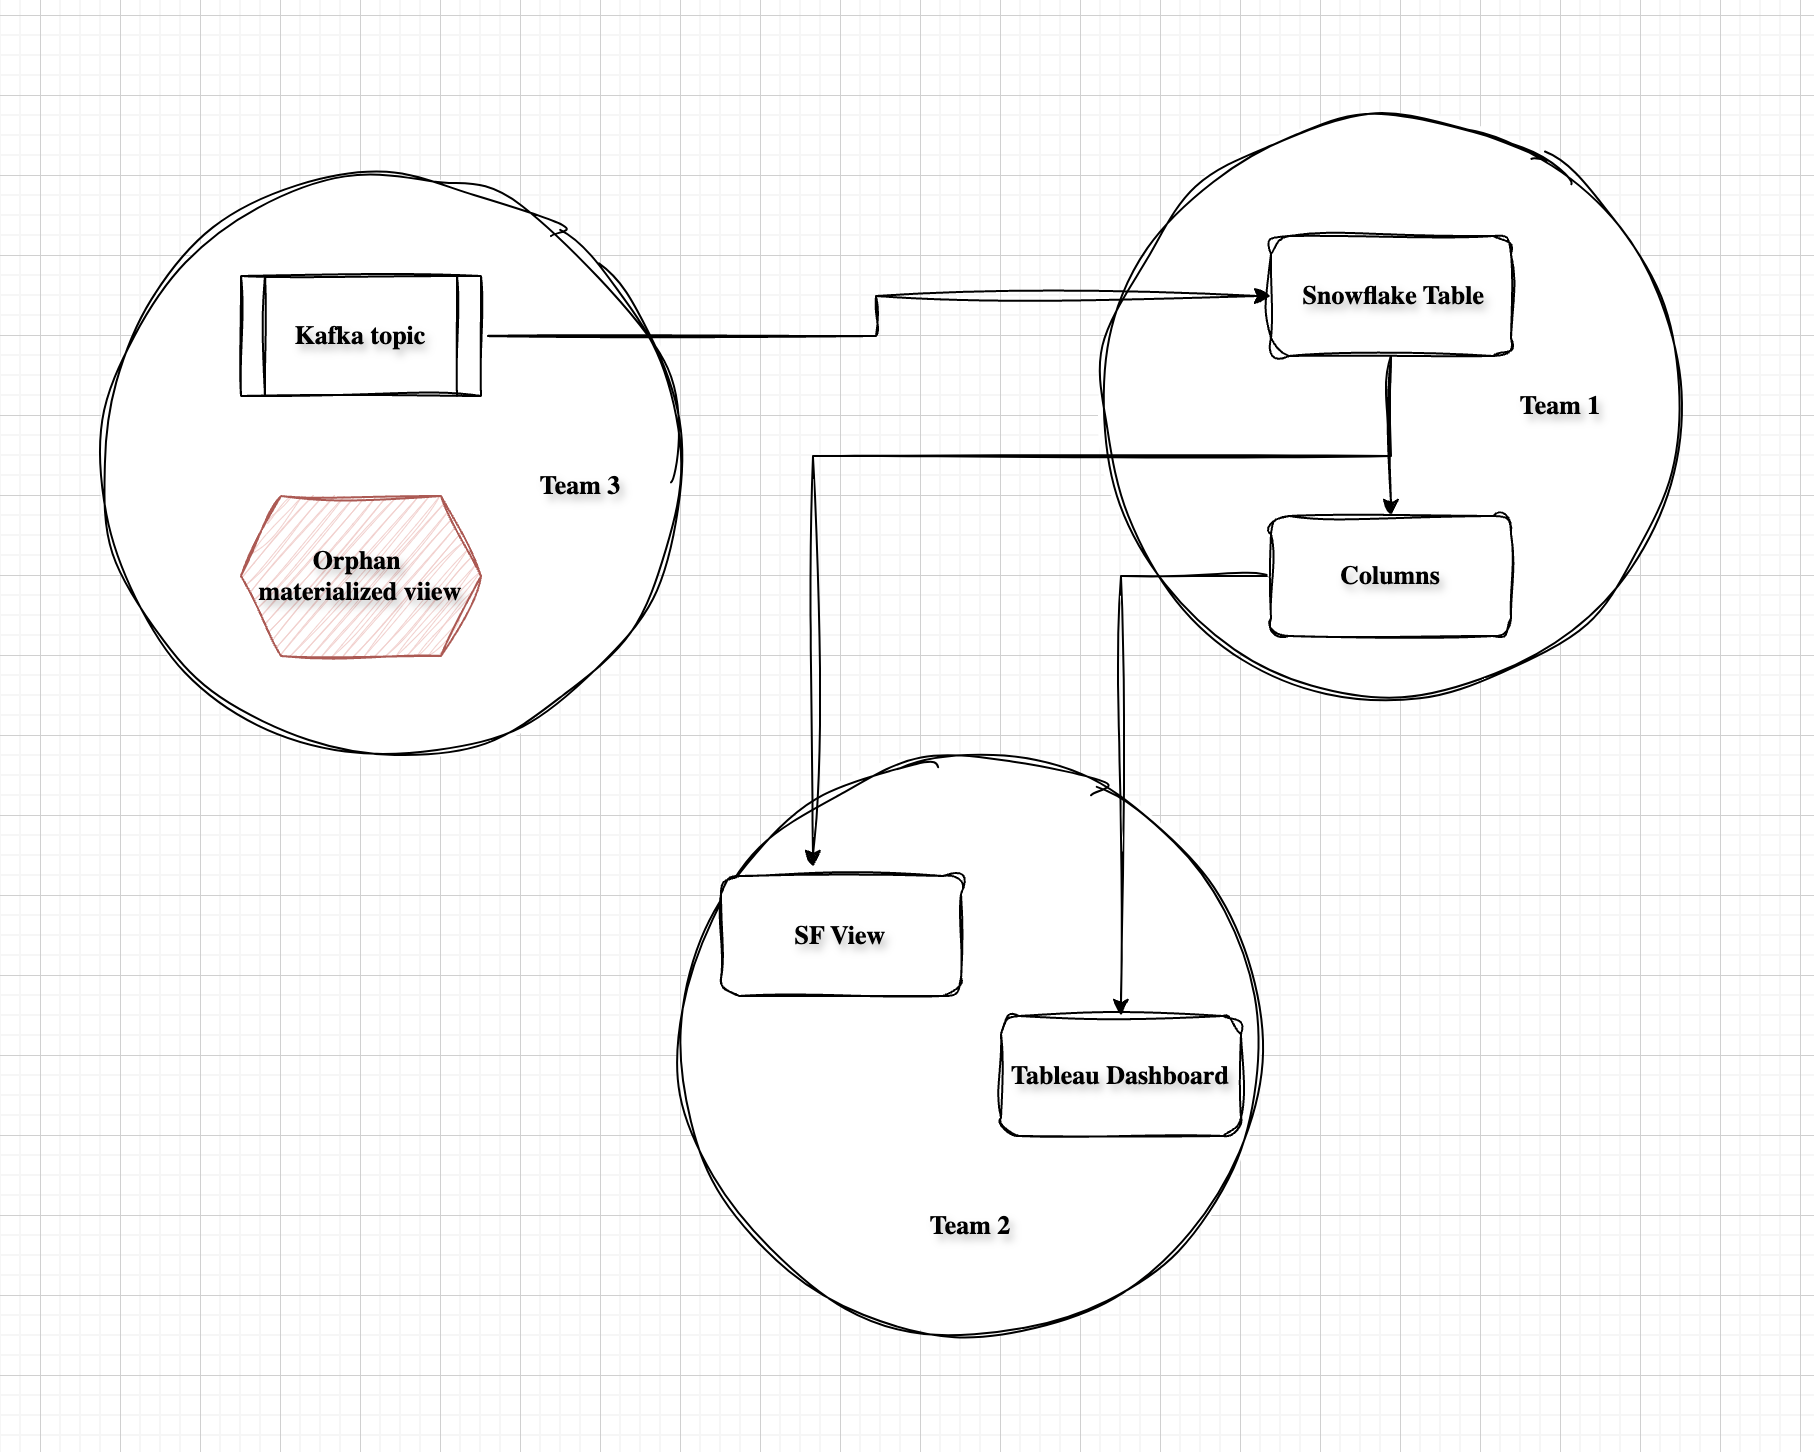 Snowflake Table
Kafka topic
Team 1
Team 3
Orphan
materialized viiew
Columns
SF View
Tableau Dashboard
Team 2